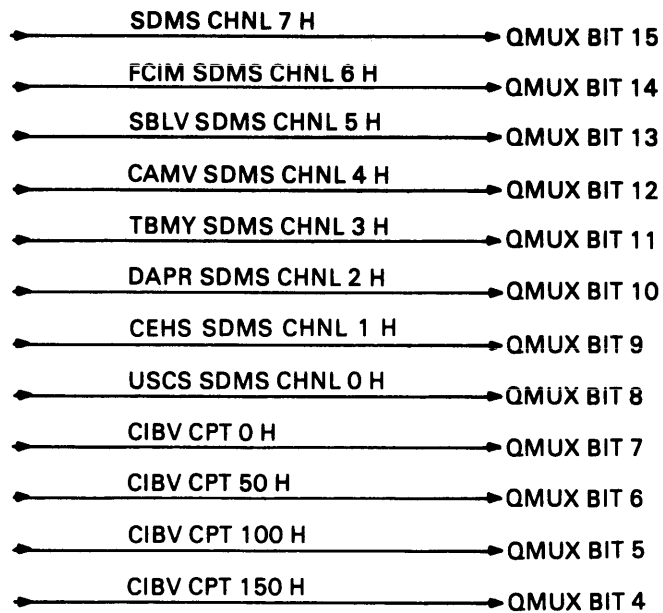 SDMS CHNL 7 H
QMUX BIT 15
FCIM SDMS CHNL 6 H
QMUX BIT 14
SBLV SDMS CHNL 5 H
QMUX BIT 13
CAMV SDMS CHNL 4 H
QMUX BIT 12
TBMY SDMS CHNL 3 H
QMUX BIT 11
DAPR SDMS CHNL 2 H
QMUX BIT 10
CEHS SDMS CHNL 1 H
QMUX BIT 9
USCS SDMS CHNL 0 H
QMUX BIT 8
CIBV CPT 0 H
QMUX BIT 7
CIBV CPT 50 H
QMUX BIT 6
CIBV CPT 100 H
QMUX BIT 5
CIBV CPT 150 H
QMUX BIT 4